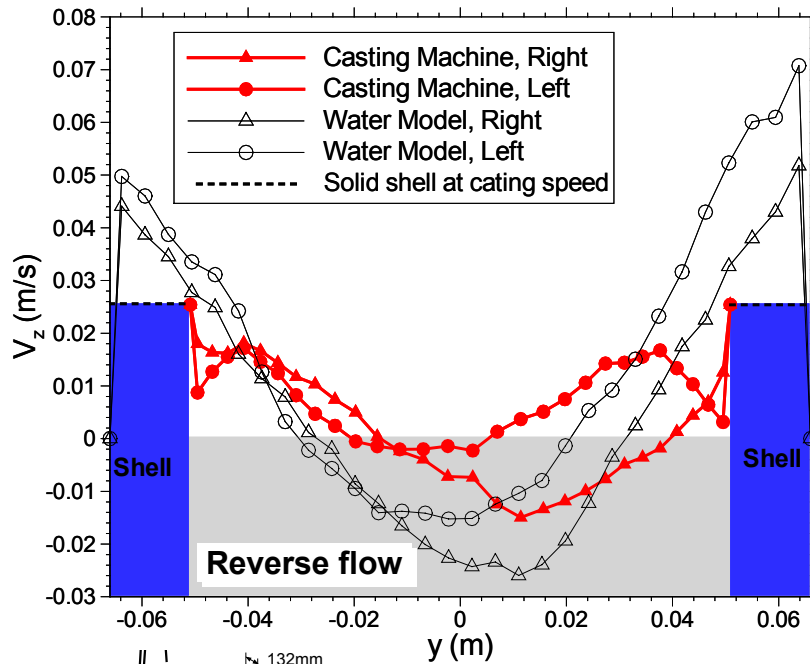 0.08
0.07
0.06
0.05
0.04
0.03
0.02
0.01
0
-0.01
-0.02
-0.03
V_z (m/s)
Casting Machine, Right
Casting Machine, Left
Water Model, Right
Water Model, Left
Solid shell at cating speed
Shell
Shell
Reverse flow
-0.06 -0.04 -0.02 0 0.02 0.04 0.06
y (m)
132mm